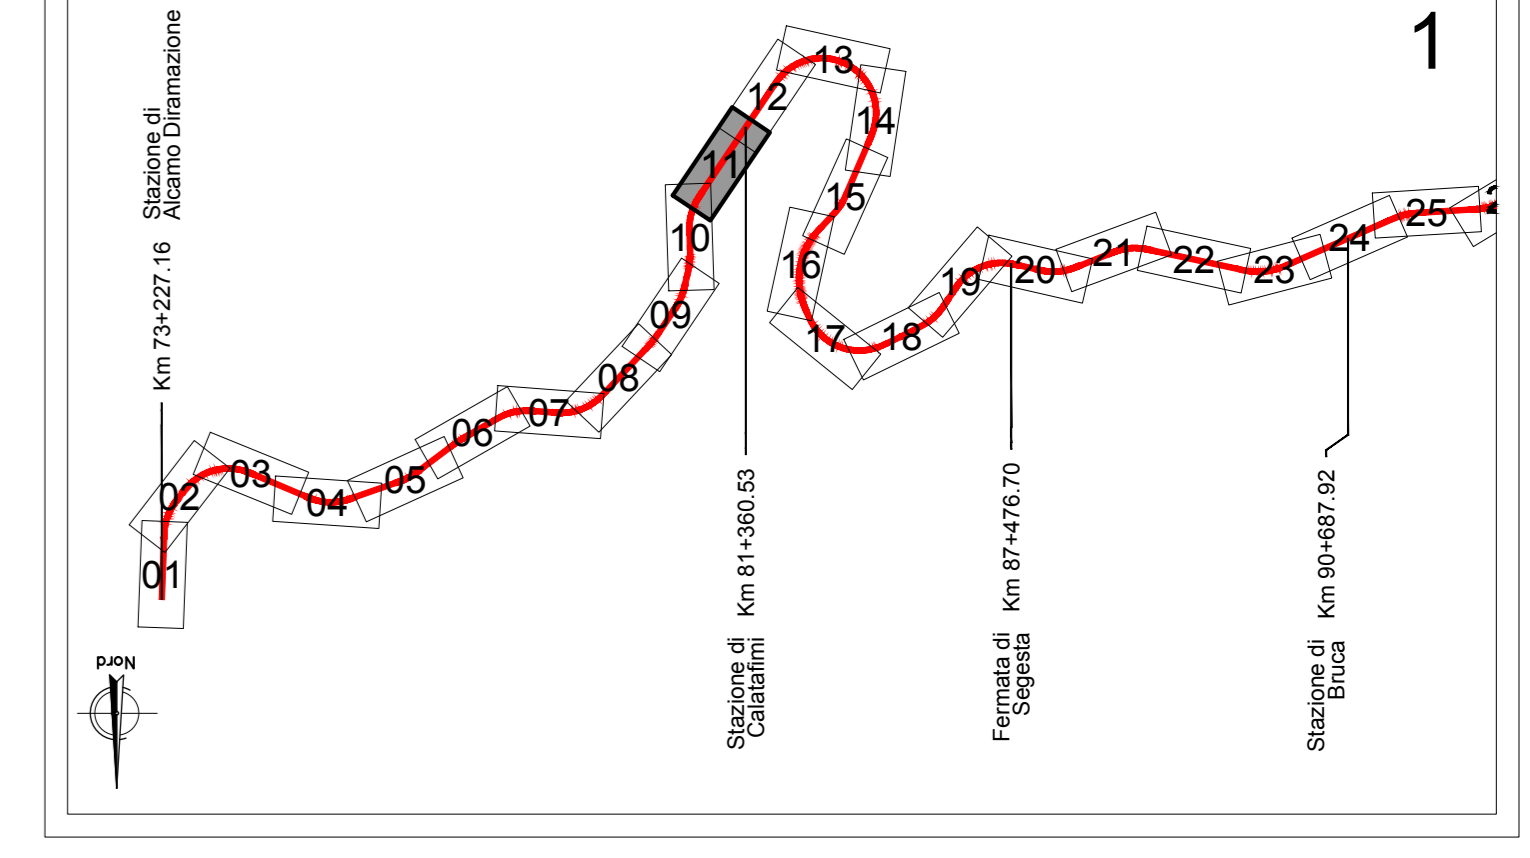 1
Stazione di
Alcamo Diramazione
Km 73+227.16
01
02
03
04
05
06
07
08
09
10
11
12
13
14
15
16
17
18
19
20
21
22
23
24
25
Stazione di
Calatafimi
Km 81+360.53
Fermata di
Segesta
Km 87+476.70
Stazione di
Bruca
Km 90+687.92
Nord